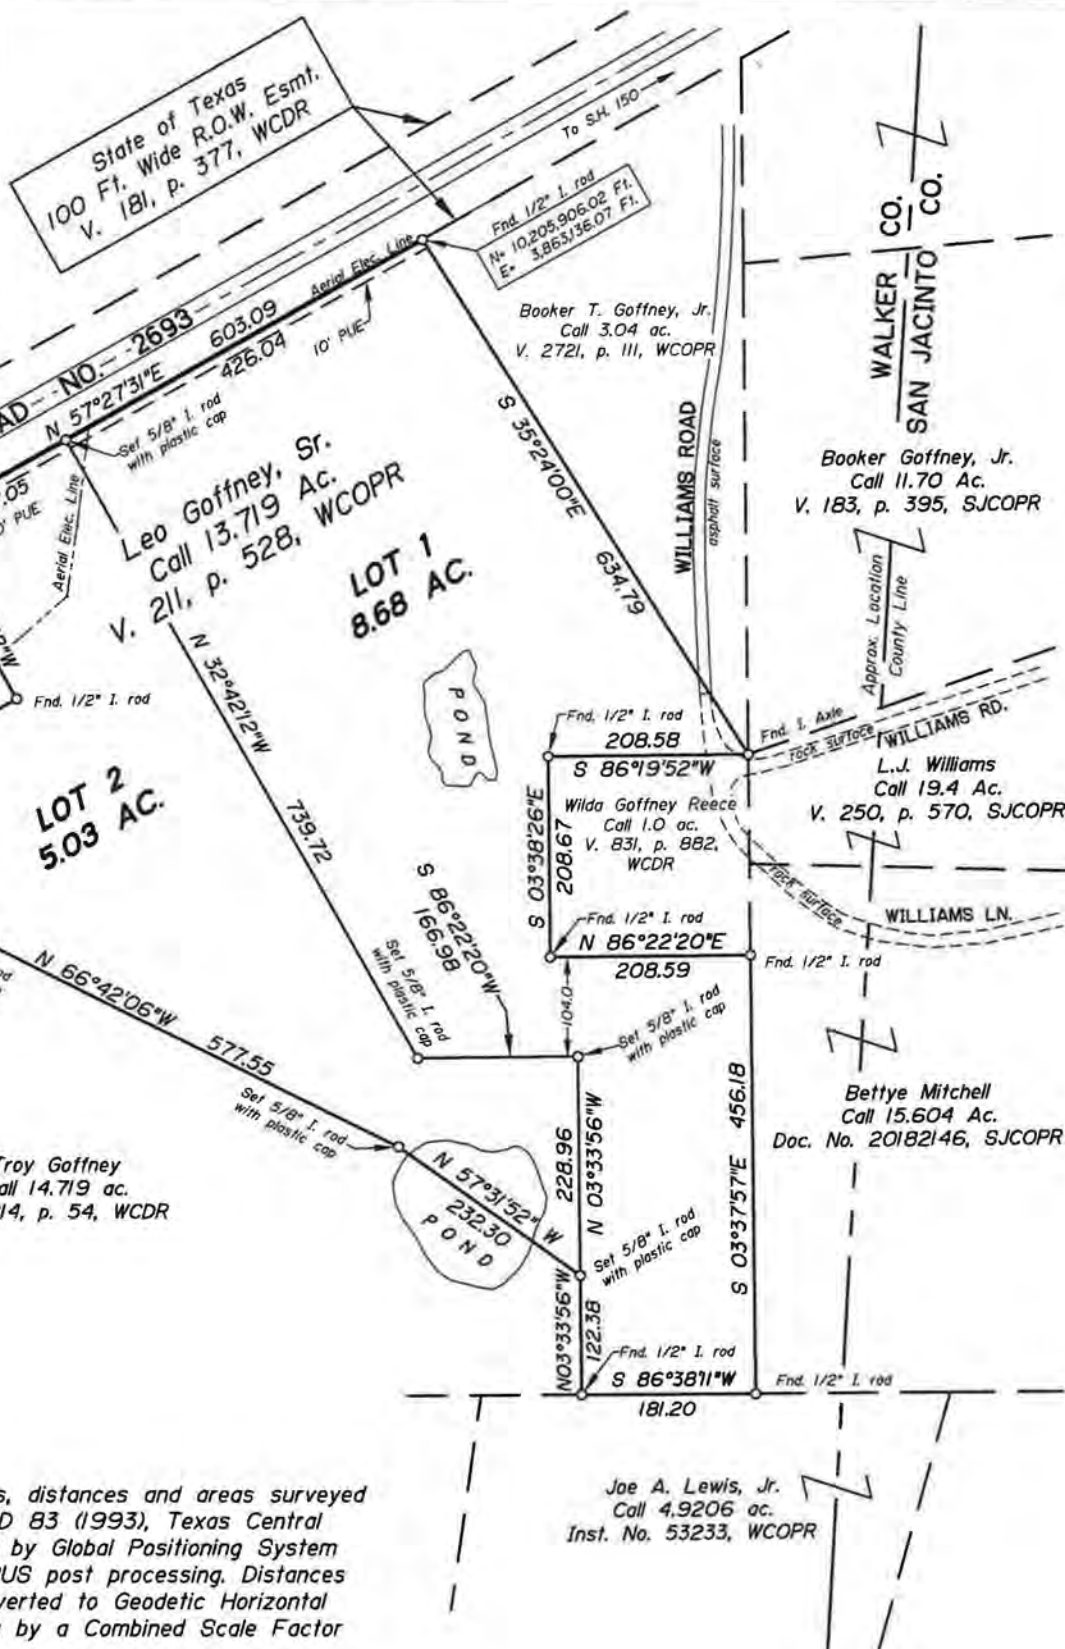 State of Texas
100 Ft. Wide R.O.W. Esmt.
V. 181, p. 377, WCDR
To S.H. 150
Fnd. 1/2" I. rod
N= 10,205,906.02 Ft.
E= 3,863,136.07 Ft.
WALKER CO.
SAN JACINTO CO.
Aerial Elec. Line
AD NO. 2693
603.09
N 57°27'31"E
426.04
10' PUE
Booker T. Goffney, Jr.
Call 3.04 ac.
V. 2721, p. 111, WCOPR
Set 5/8" I. rod
with plastic cap
.05
' PUE
Aerial Elec. Line
Leo Goffney, Sr.
Call 13.719 Ac.
V. 211, p. 528, WCOPR
LOT 1
8.68 AC.
S 35°24'00"E
634.79
WILLIAMS ROAD
asphalt surface
Booker Goffney, Jr.
Call 11.70 Ac.
V. 183, p. 395, SJCOPR
Approx. Location
County Line
"W
Fnd. 1/2" I. rod
N 32°42'12"W
739.72
POND
Fnd. 1/2" I. rod
208.58
S 86°19'52"W
Fnd. I. Axle
rock surface
WILLIAMS RD.
L.J. Williams
Call 19.4 Ac.
V. 250, p. 570, SJCOPR
LOT 2
5.03 AC.
Wilda Goffney Reece
Call 1.0 ac.
V. 831, p. 882,
WCDR
S 03°38'26"E
208.67
rock surface
WILLIAMS LN.
S 86°22'20"W
166.98
Fnd. 1/2" I. rod
N 86°22'20"E
208.59
Fnd. 1/2" I. rod
Set 5/8" I. rod
with plastic cap
104.0
Set 5/8" I. rod
with plastic cap
N 66°42'06"W
577.55
Set 5/8" I. rod
with plastic cap
228.96
N 03°33'56"W
S 03°37'57"E 456.18
Bettye Mitchell
Call 15.604 Ac.
Doc. No. 20182146, SJCOPR
Troy Goffney
all 14.719 ac.
14, p. 54, WCDR
N 57°31'52" W
232.30
POND
Set 5/8" I. rod
with plastic cap
N03°33'56"W
122.38
Fnd. 1/2" I. rod
S 86°38'11"W
181.20
Fnd. 1/2" I. rod
Joe A. Lewis, Jr.
Call 4.9206 ac.
Inst. No. 53233, WCOPR
s, distances and areas surveyed
D 83 (1993), Texas Central
by Global Positioning System
US post processing. Distances
verted to Geodetic Horizontal
by a Combined Scale Factor